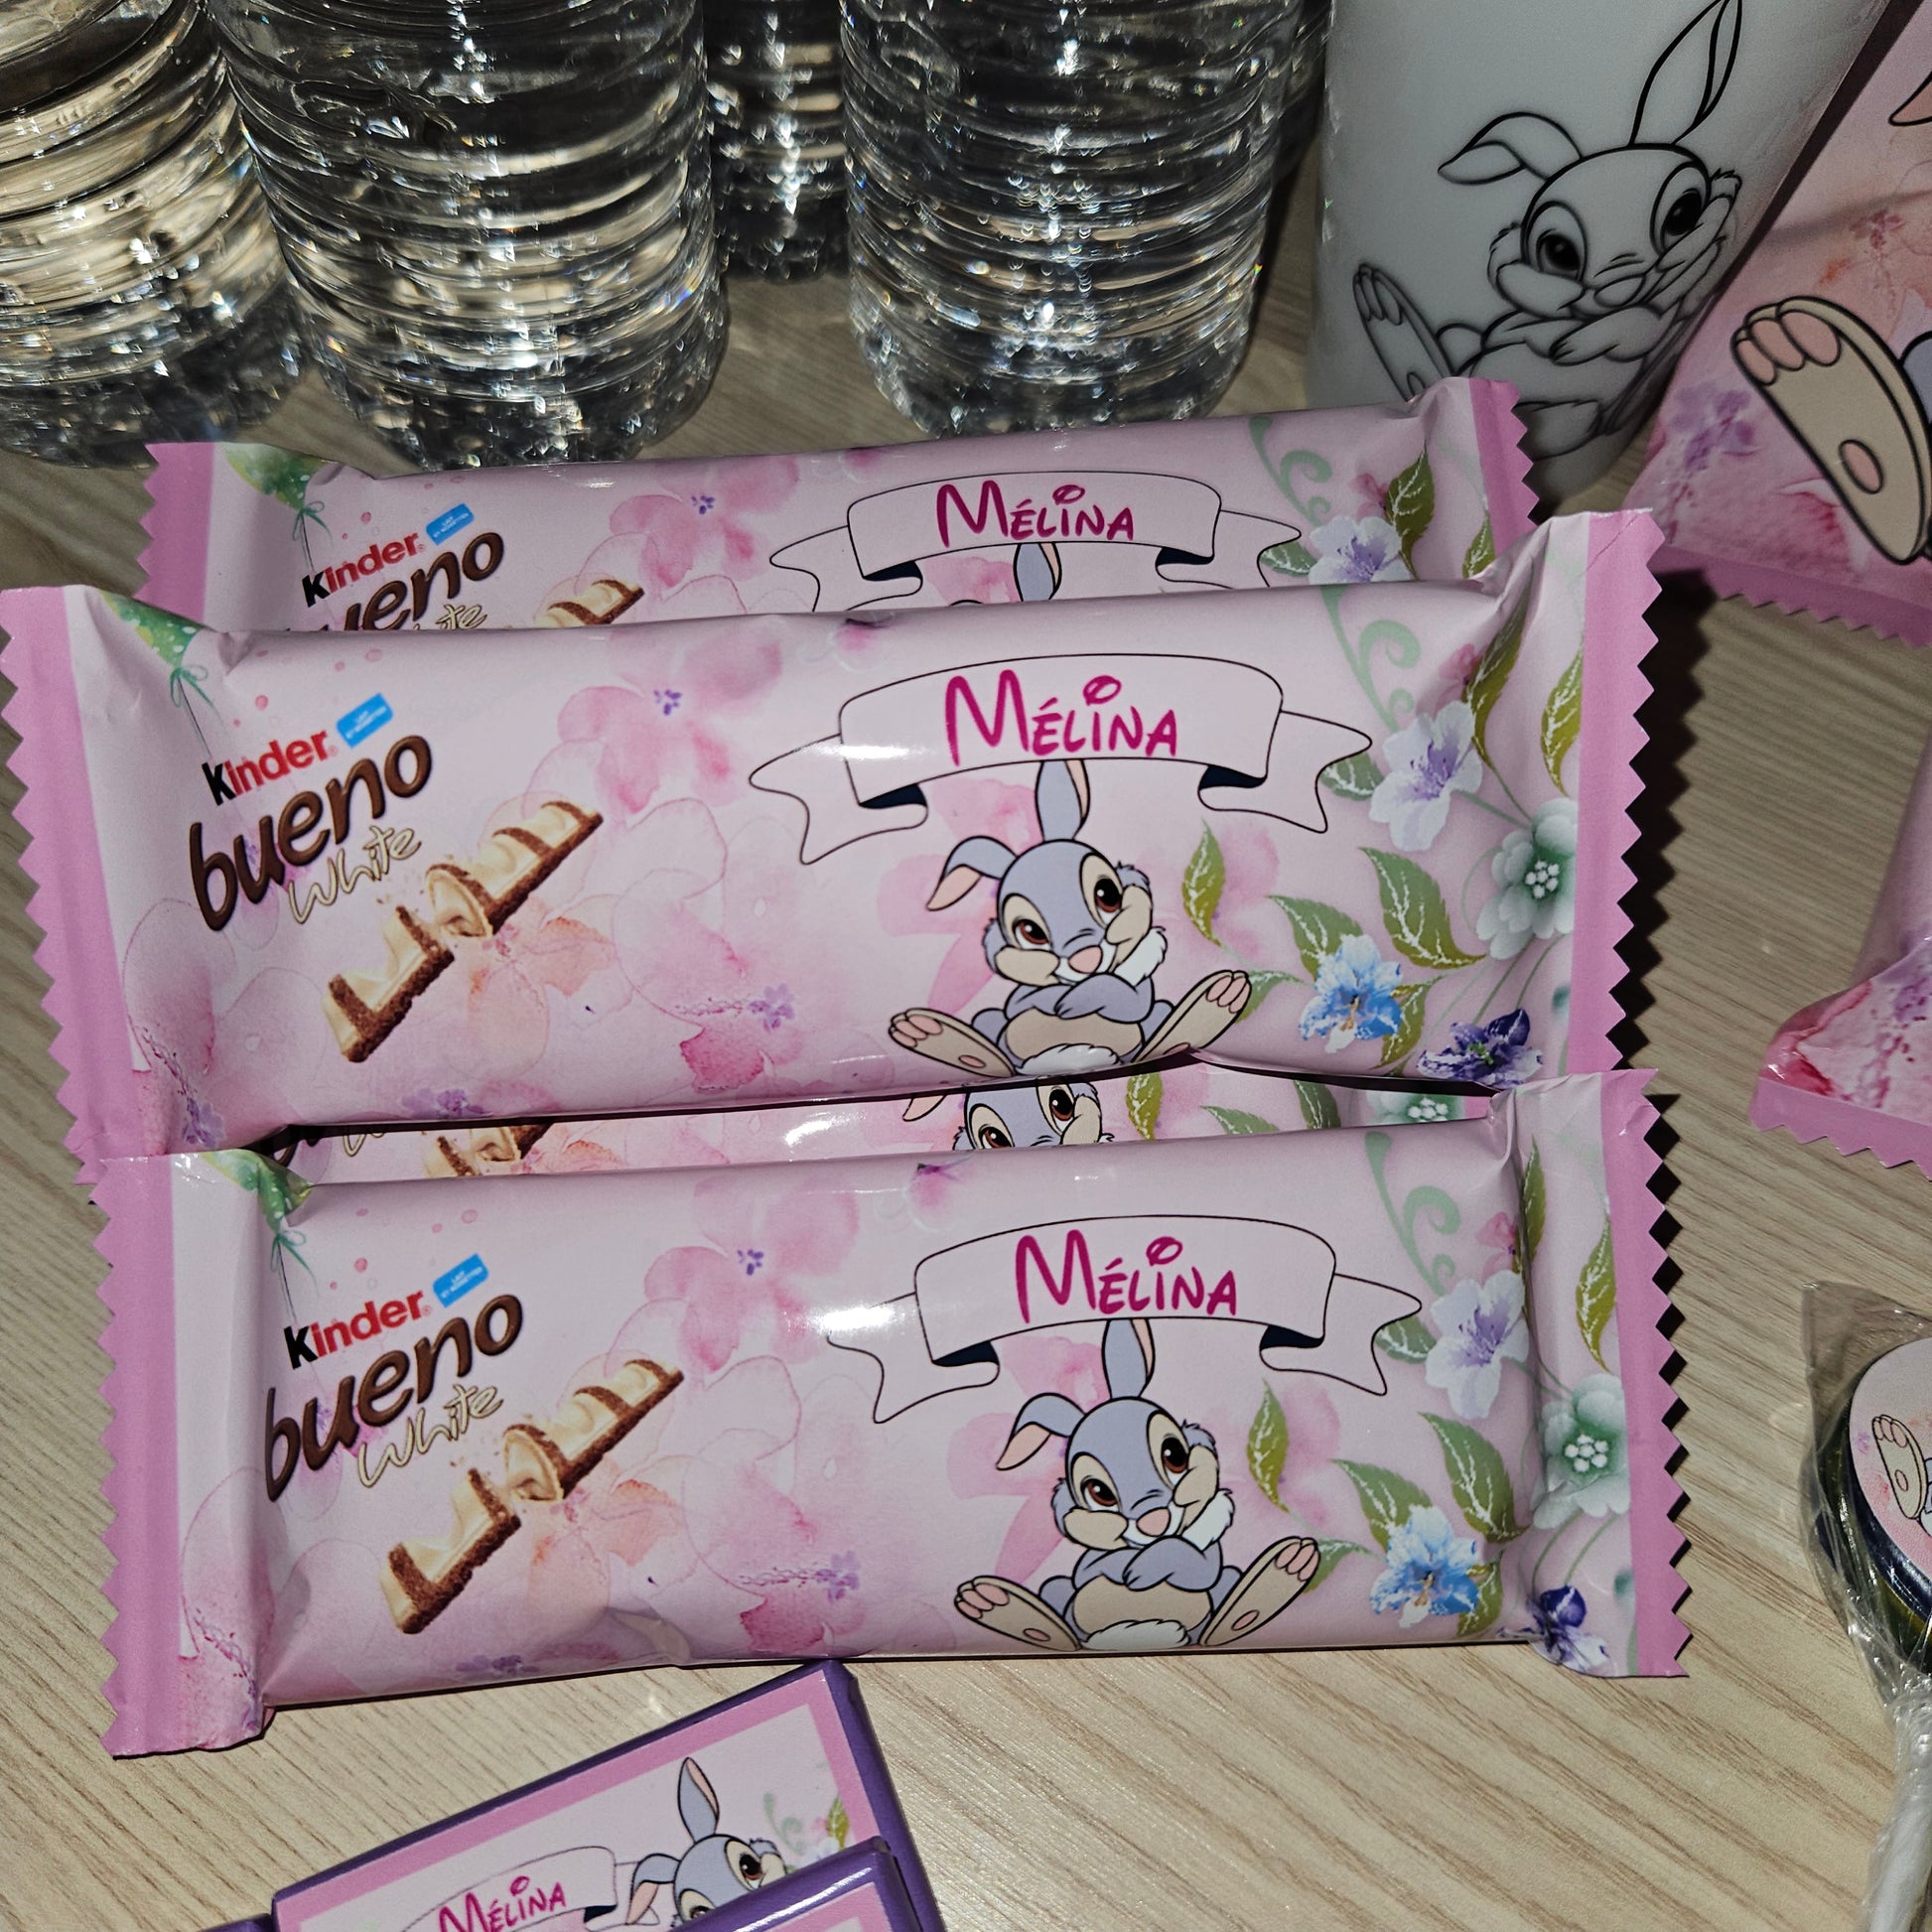 Kinder
bueno
MÉLINA
Kinder
bueno
White
MÉLINA
Kinder
bueno
White
MÉLINA
MÉLINA